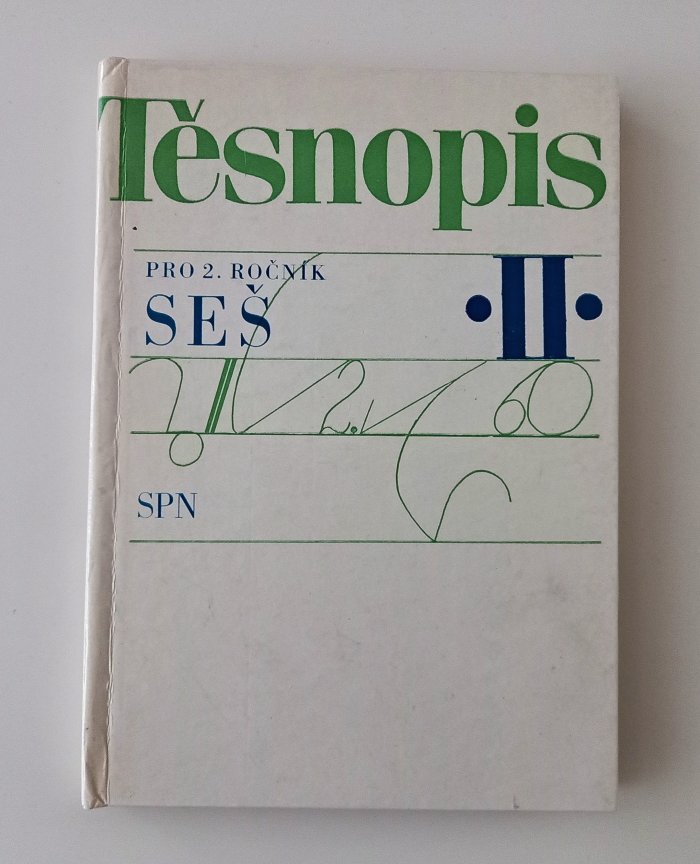 Těsnopis
PRO 2. ROČNÍK
SEŠ
·II·
SPN